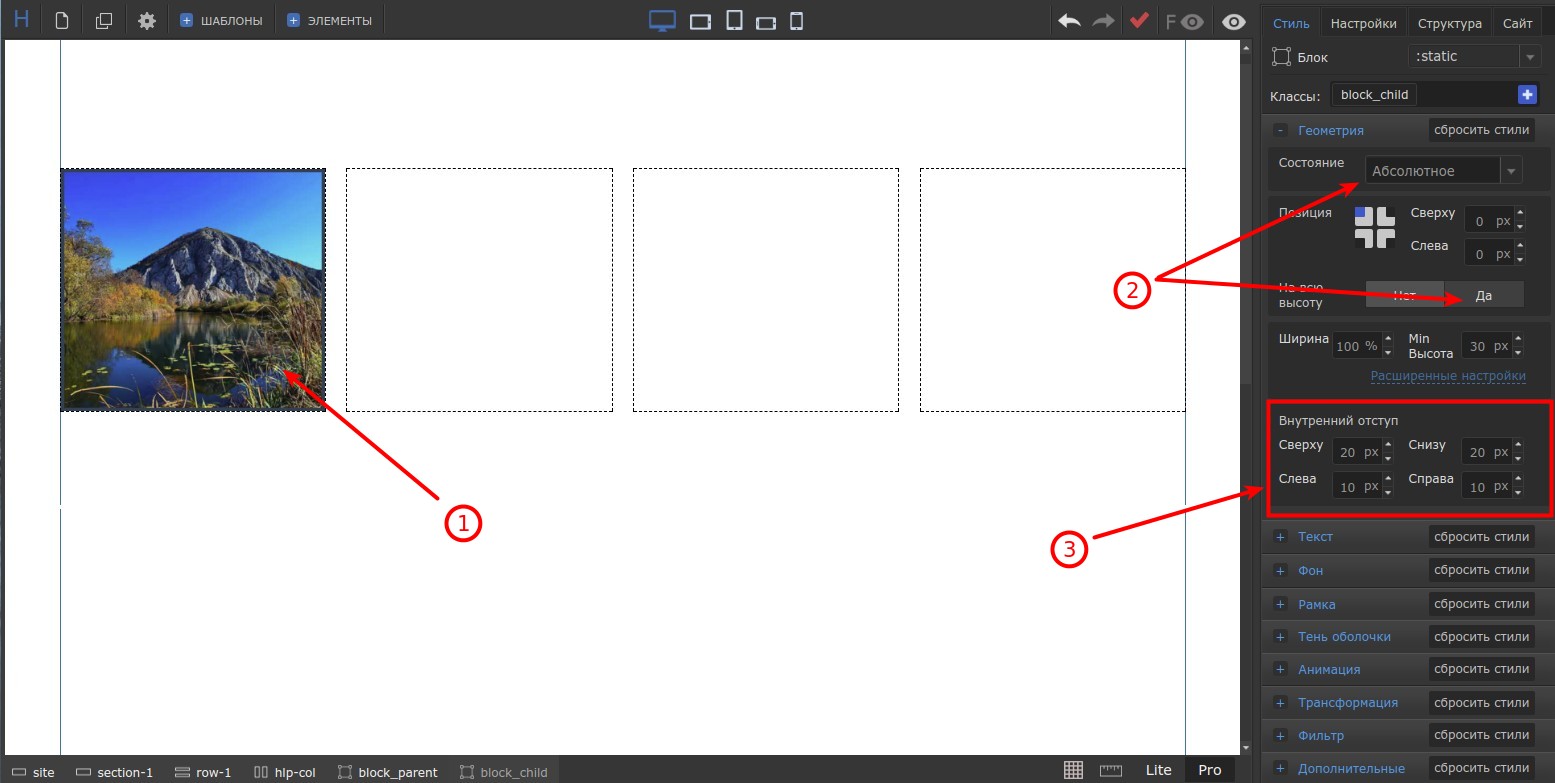 H
ШАБЛОНЫ
ЭЛЕМЕНТЫ
F
Стиль Настройки Структура Сайт
Блок :static
Классы: block_child
- Геометрия сбросить стили
Состояние Абсолютное
Позиция Сверху 0 px
Слева 0 px
На всю высоту Нет Да
Ширина 100 % Min Высота 30 px
Расширенные настройки
Внутренний отступ
Сверху 20 px Снизу 20 px
Слева 10 px Справа 10 px
+ Текст сбросить стили
+ Фон сбросить стили
+ Рамка сбросить стили
+ Тень оболочки сбросить стили
+ Анимация сбросить стили
+ Трансформация сбросить стили
+ Фильтр сбросить стили
+ Дополнительные сбросить стили
1
2
3
site section-1 row-1 hlp-col block_parent block_child Lite Pro